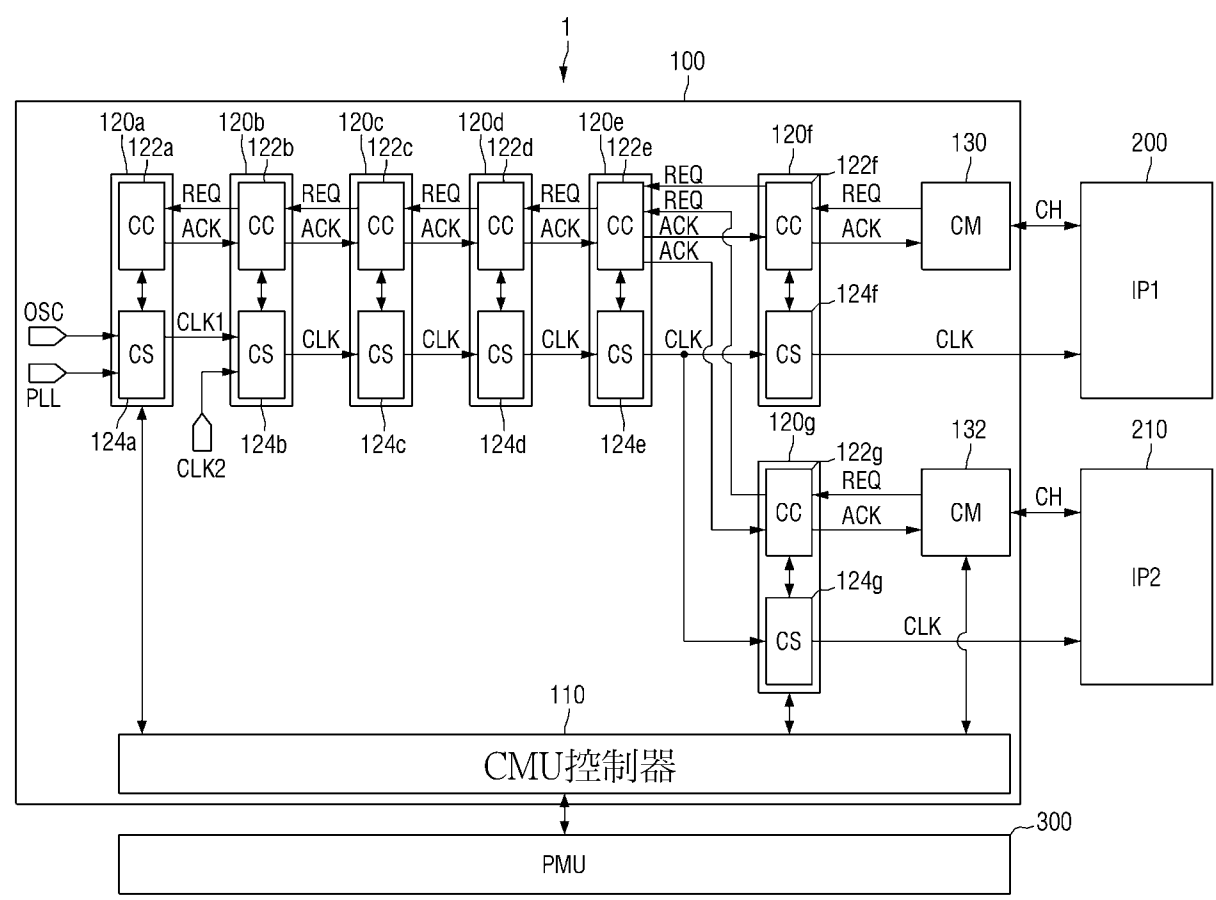 1
100
120a
120b
120c
120d
120e
120f
130
200
122a
122b
122c
122d
122e
122f
REQ
REQ
REQ
REQ
REQ
REQ
REQ
CC
CC
CC
CC
CC
CC
CM
CH
ACK
ACK
ACK
ACK
ACK
ACK
ACK
IP1
OSC
CLK1
CLK
CLK
CLK
CLK
CLK
124f
CS
CS
CS
CS
CS
CS
PLL
124a
124b
124c
124d
124e
CLK2
120g
132
210
122g
REQ
CC
ACK
CM
CH
IP2
124g
CS
CLK
110
CMU控制器
300
PMU